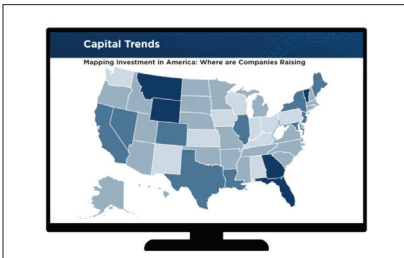 Capital Trends
Mapping Investment in America: Where are Companies Raising